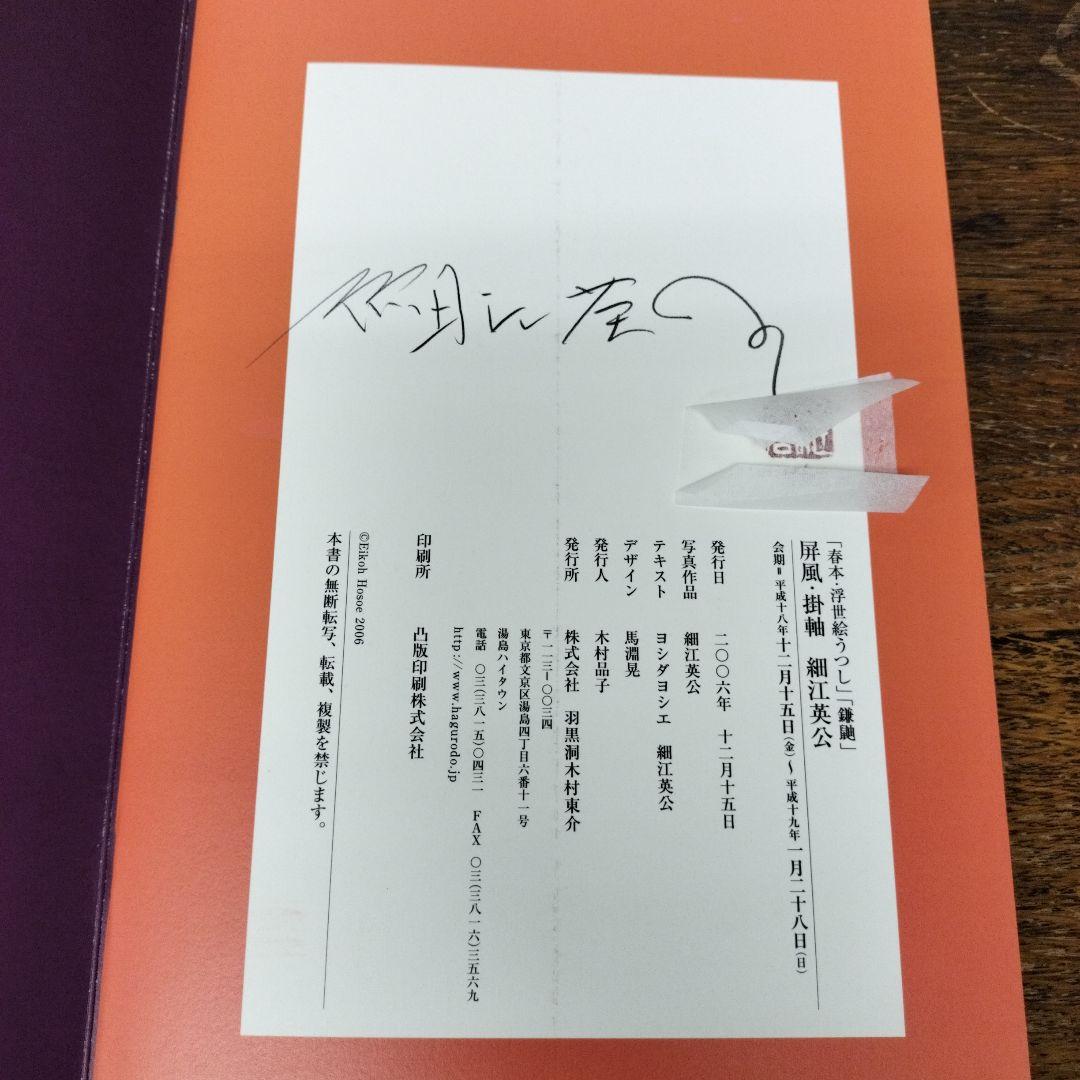 細江英公
「春本・浮世絵うつし」「鎌鼬」
屏風・掛軸　細江英公
会期＝平成十八年十二月十五日（金）～平成十九年一月二十八日（日）
発行日　二〇〇六年　十二月十五日
写真作品　細江英公
テキスト　ヨシダヨシエ　細江英公
デザイン　馬淵晃
発行人　木村品子
発行所　株式会社　羽黒洞木村東介
〒一一三－〇〇三四
東京都文京区湯島四丁目六番十一号
湯島ハイタウン
電話　〇三（三八一五）〇四三一　FAX　〇三（三八一六）三五六九
http://www.hagurodo.jp
印刷所　凸版印刷株式会社
©Eikoh Hosoe 2006
本書の無断転写、転載、複製を禁じます。